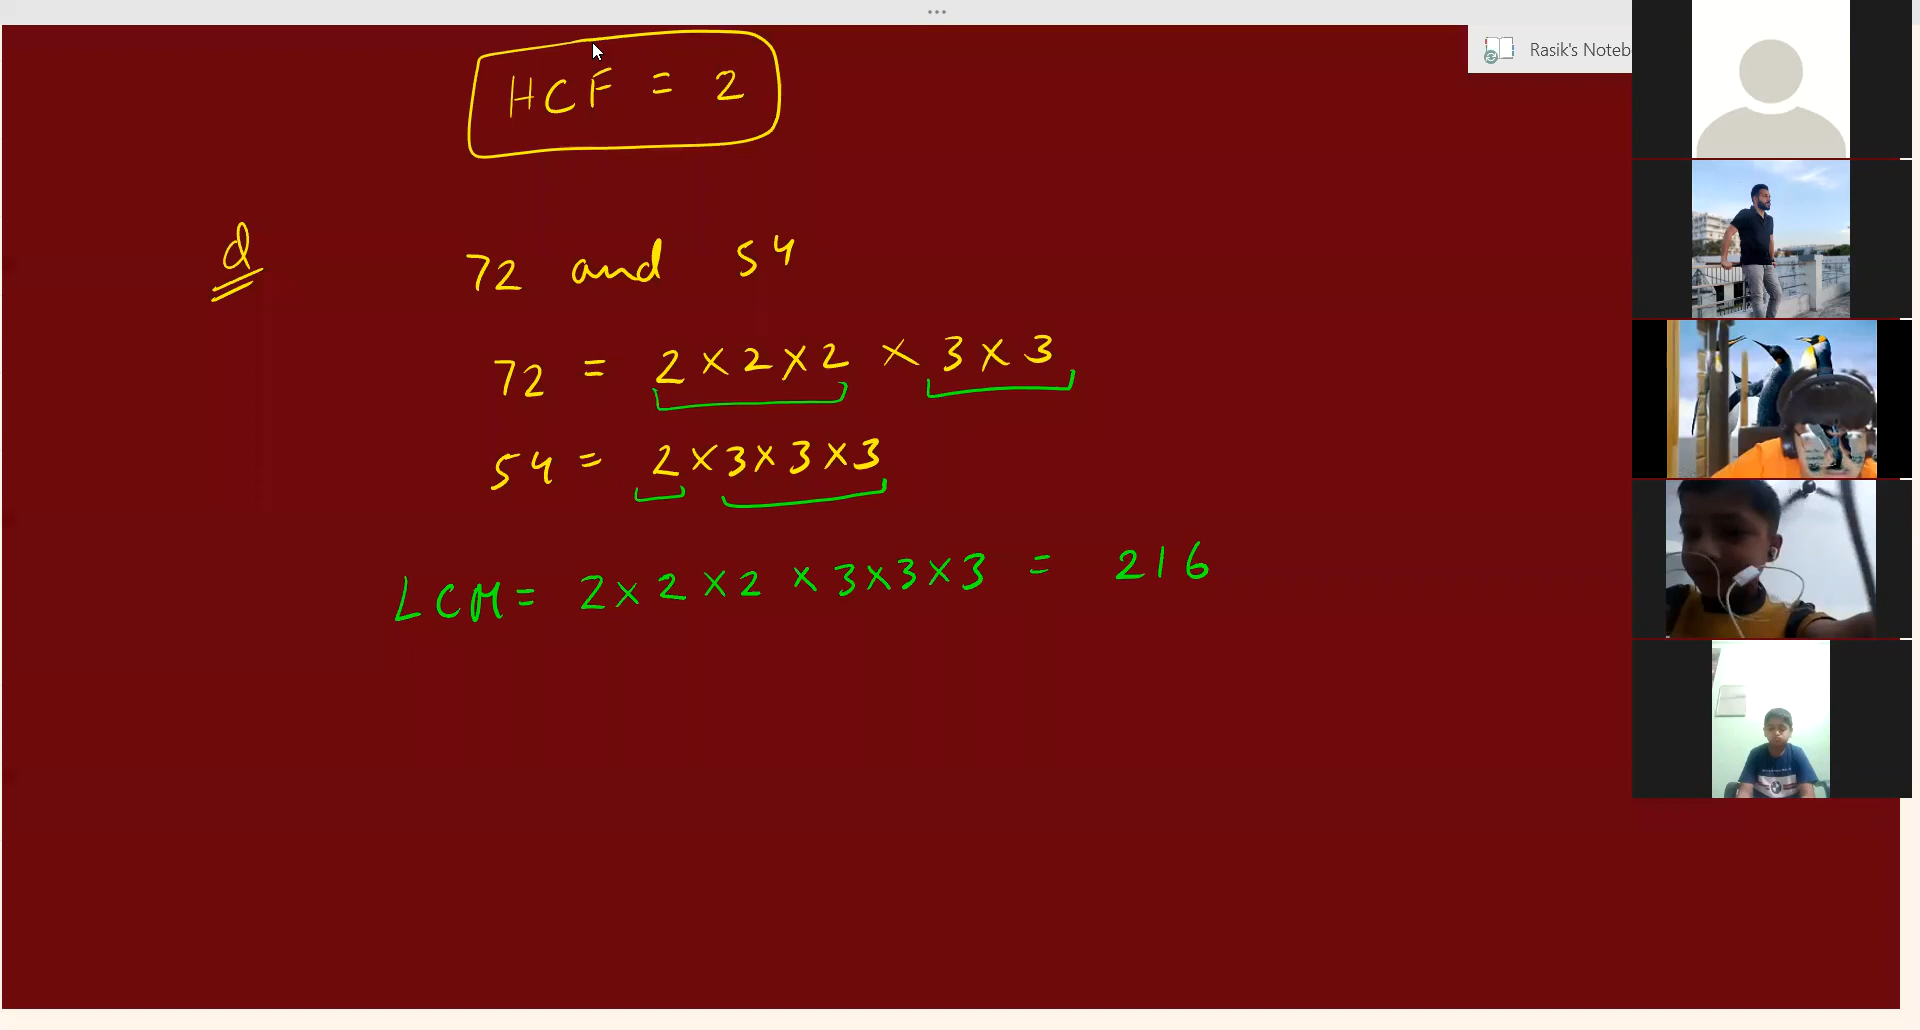 HCF = 2
Rasik's Noteb
d
72 and 54
72 = 2 × 2 × 2 × 3 × 3
54 = 2 × 3 × 3 × 3
LCM = 2 × 2 × 2 × 3 × 3 × 3 = 216